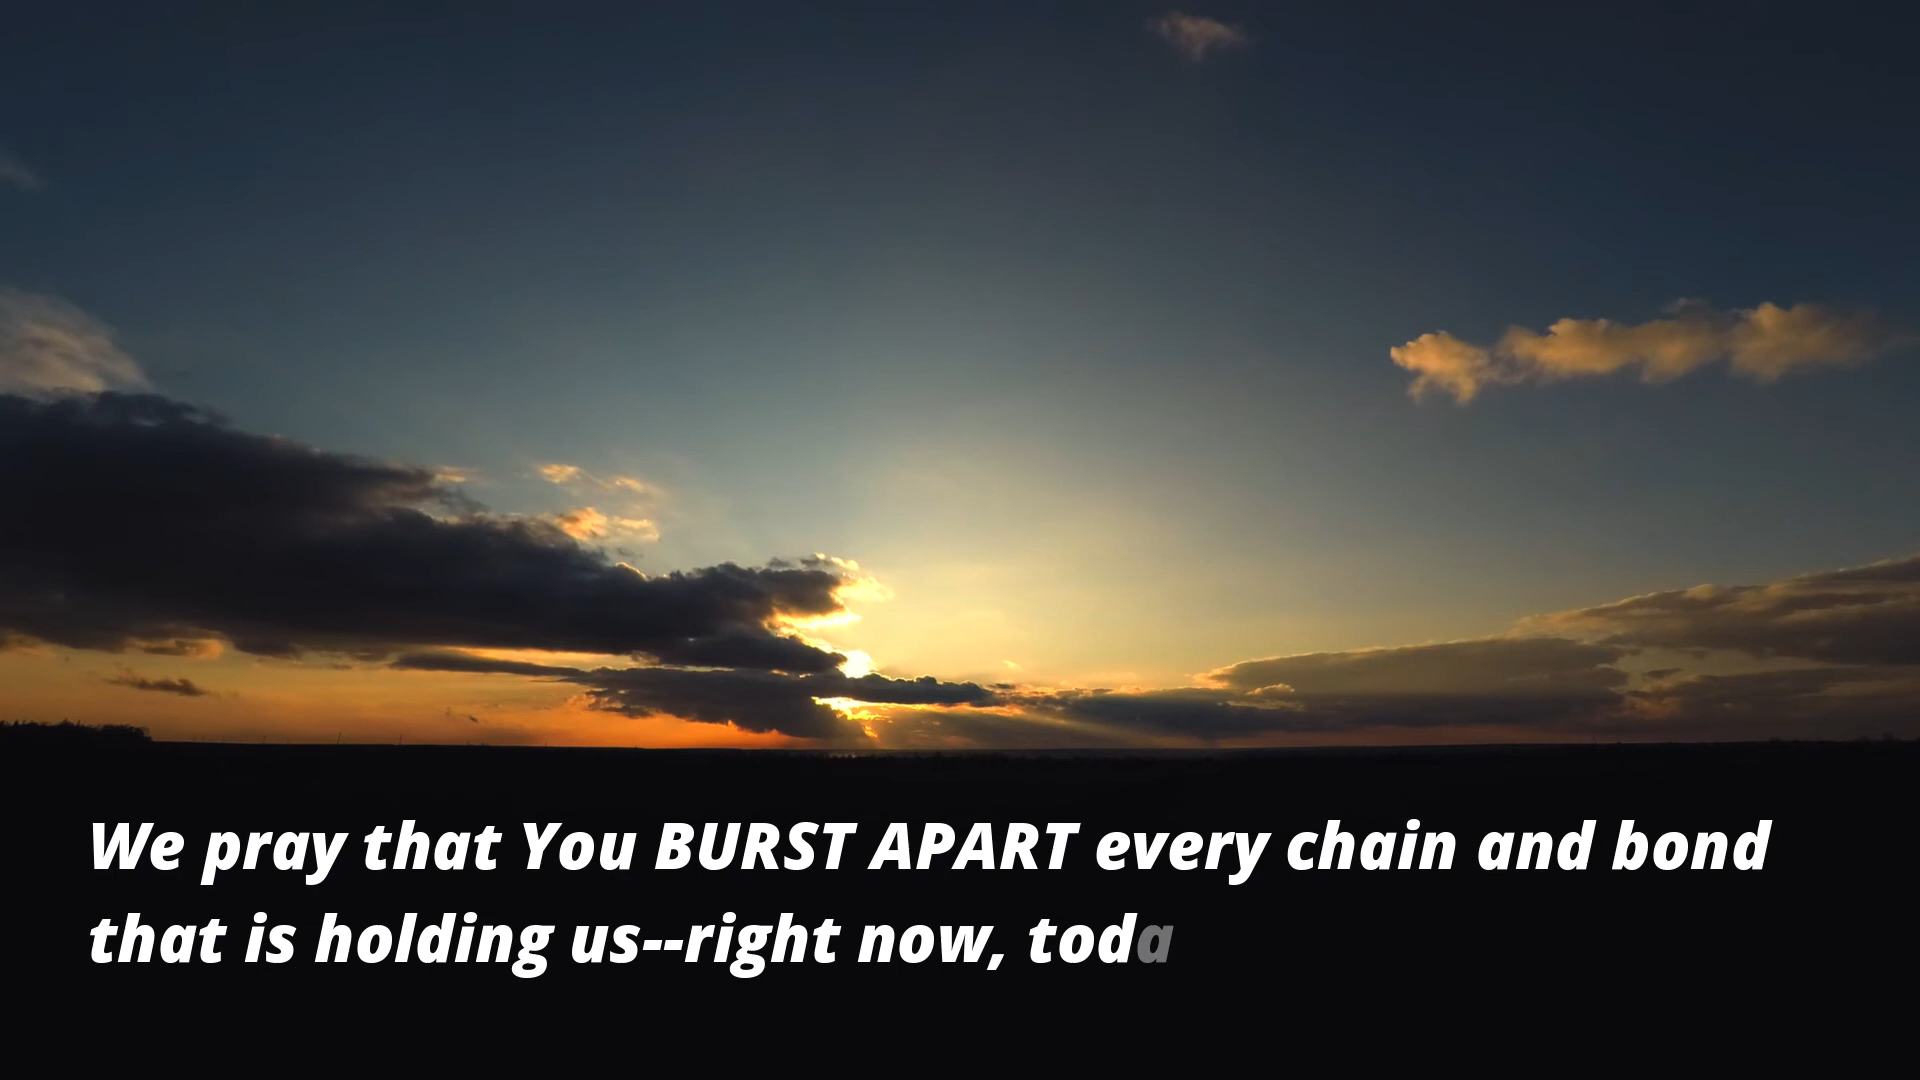 We pray that You BURST APART every chain and bond
that is holding us--right now, toda